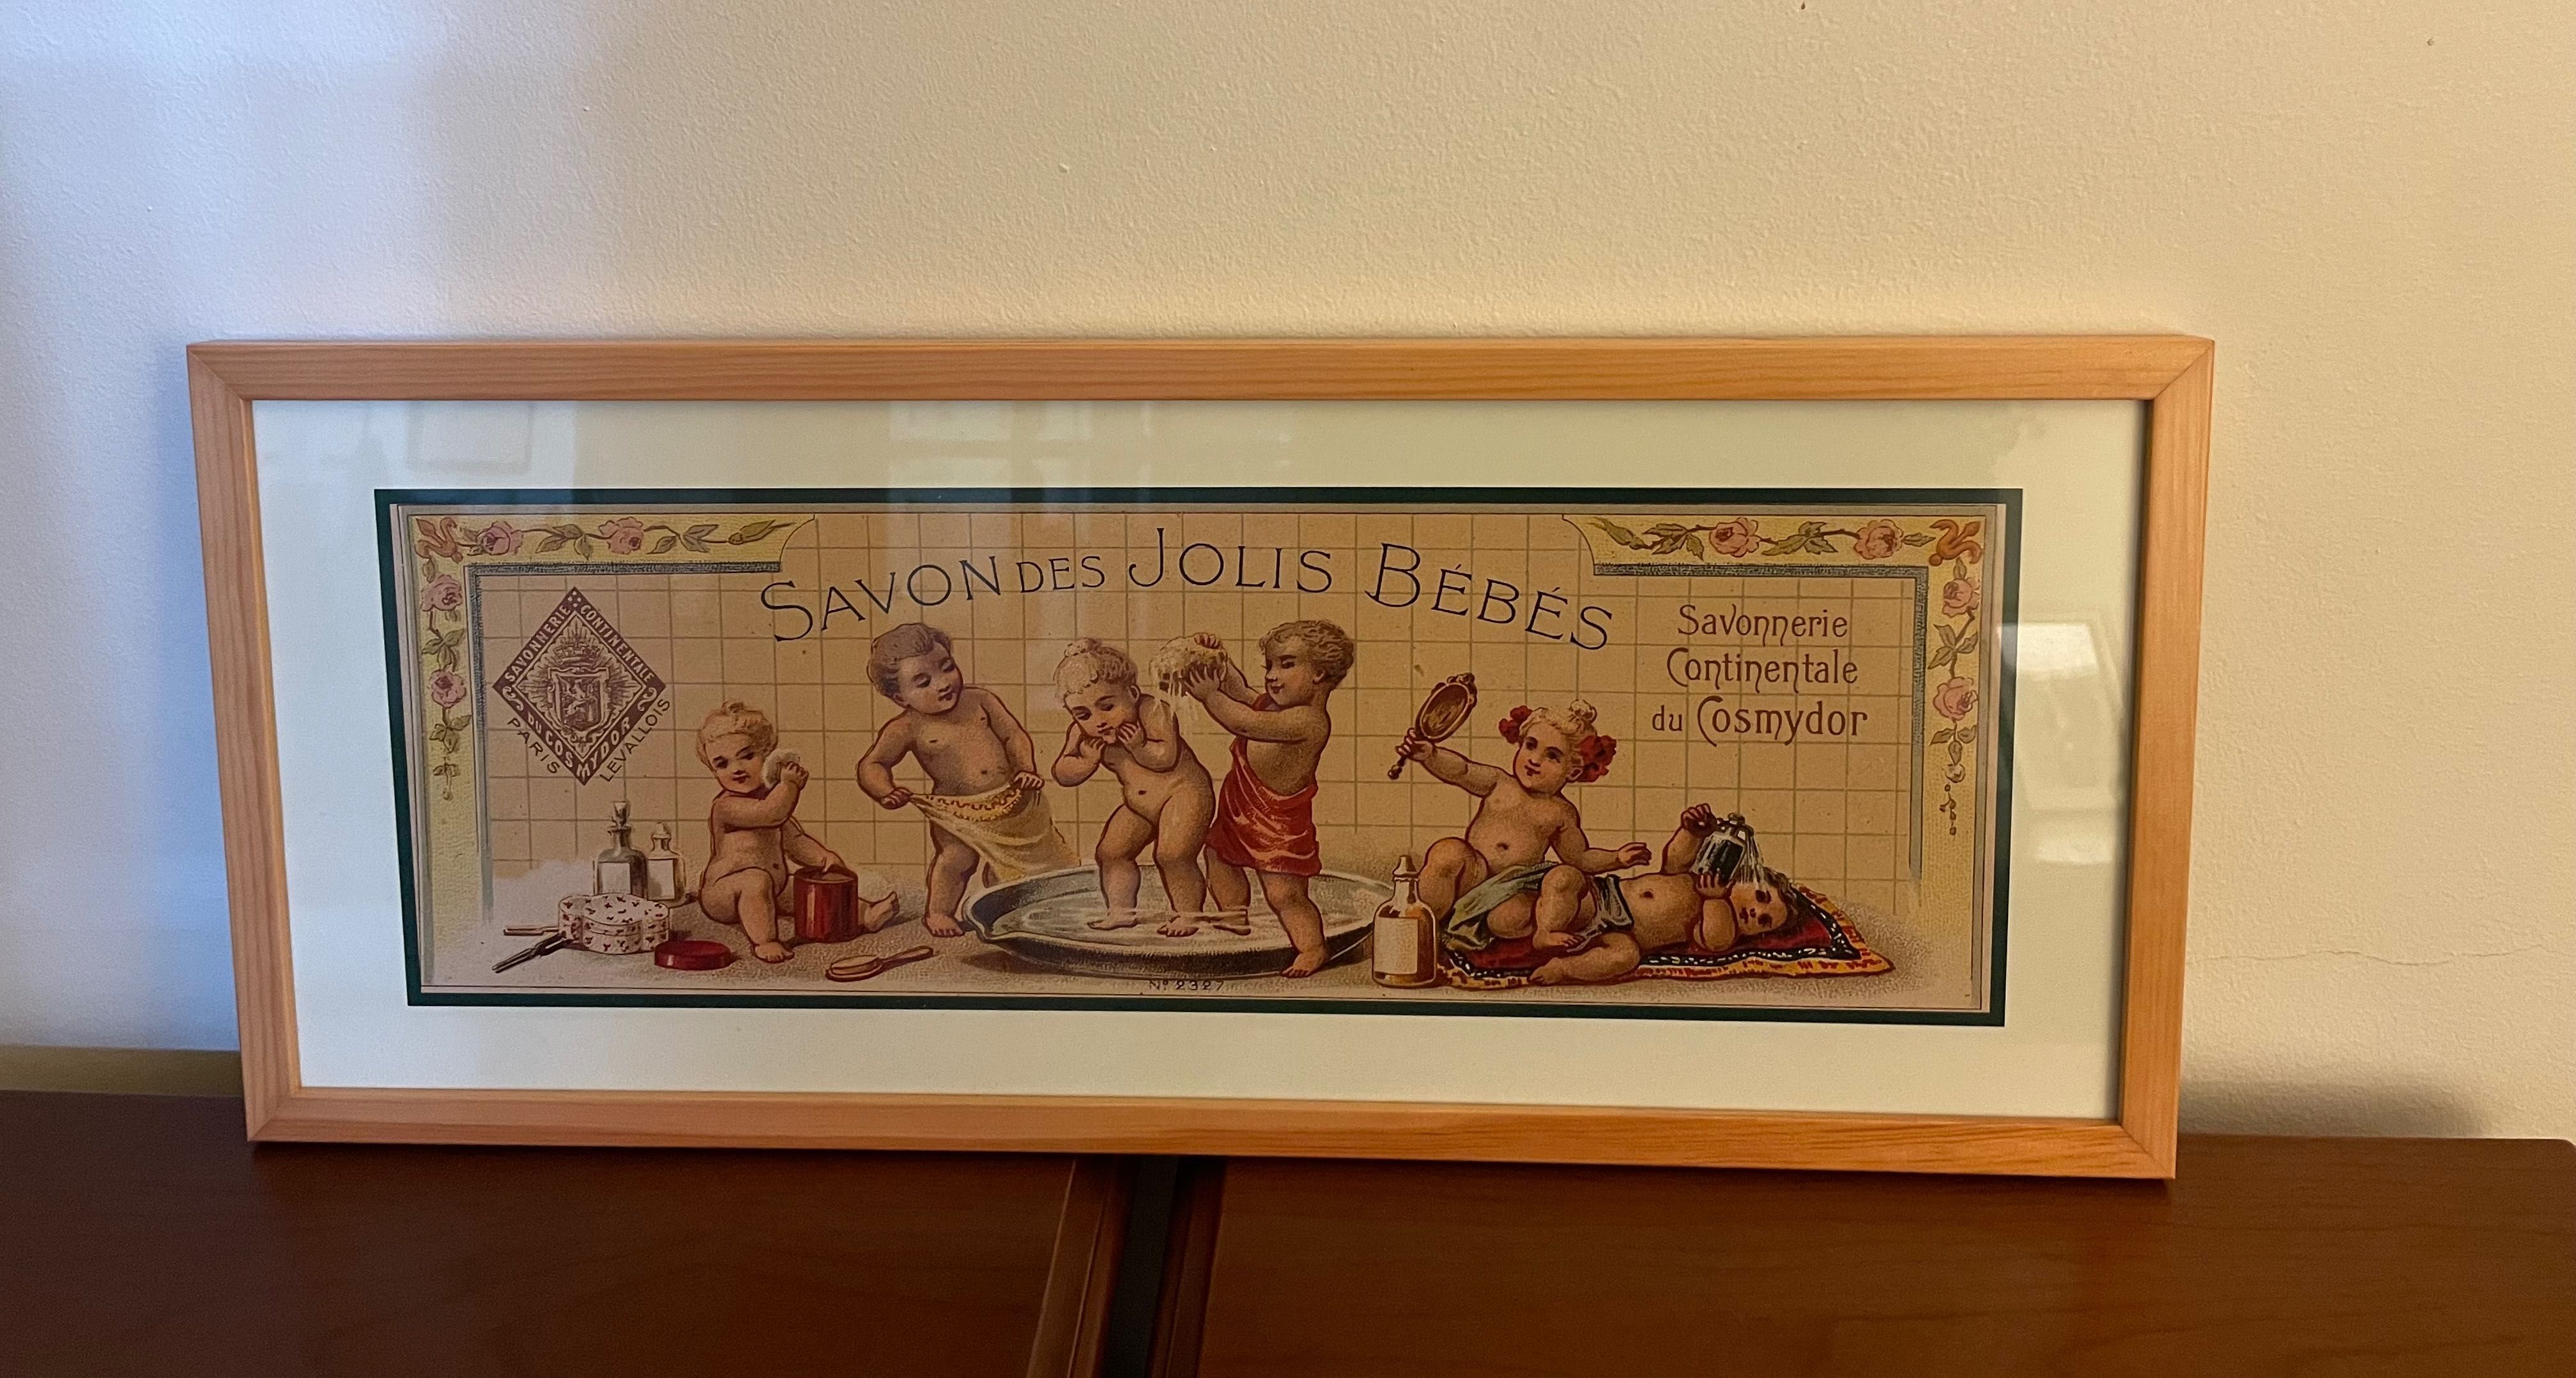 SAVON DES JOLIS BÉBÉS
SAVONNERIE CONTINENTALE
DU COSMYDOR
PARIS LEVALLOIS
Savonnerie
Continentale
du Cosmydor
Nº 2327